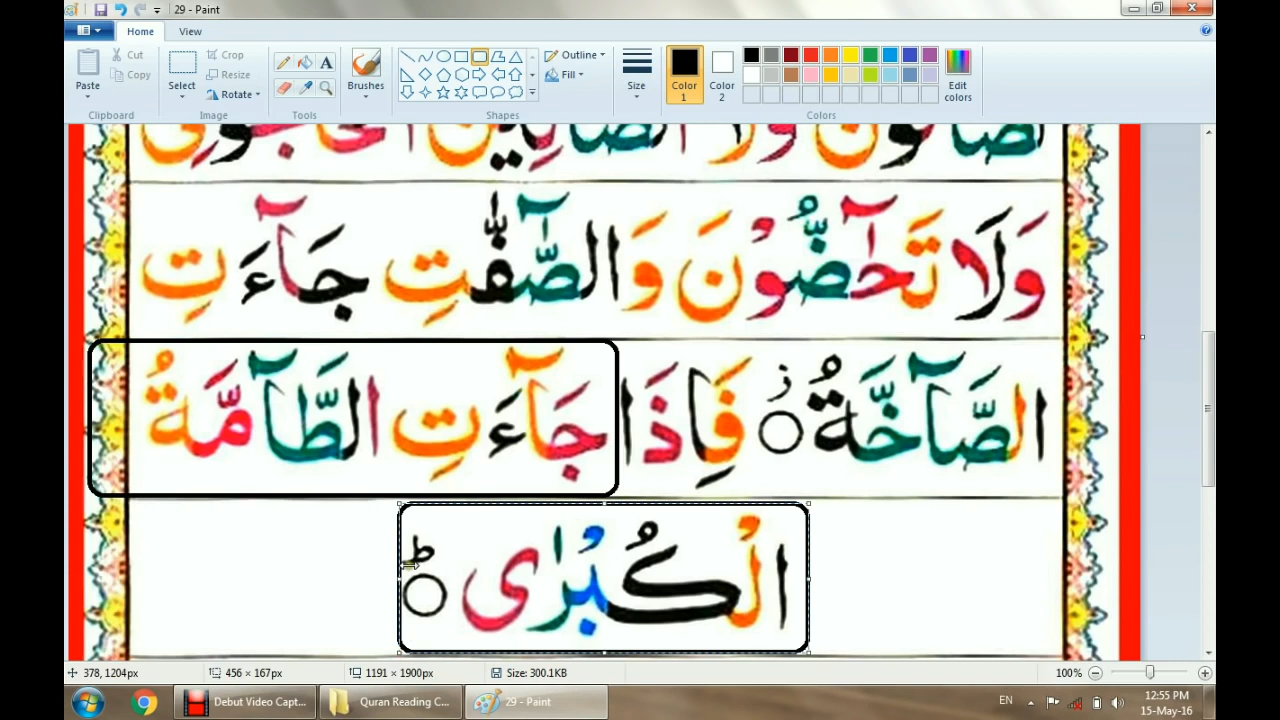 29 - Paint
Home View
Paste Cut Copy Clipboard
Select Crop Resize Rotate Image
Tools
Brushes
Shapes
Outline Fill
Size
Color 1 Color 2 Edit colors Colors
وَلَا تَحٰٓضُّوْنَ وَالصّٰٓفّٰتِ جَآءَتِ
الصَّآخَّةُ ز فَاِذَا جَآءَتِ الطَّآمَّةُ
الْكُبْرٰى ط
378, 1204px 456 × 167px 1191 × 1900px Size: 300.1KB 100%
Debut Video Capt... Quran Reading C... 29 - Paint EN 12:55 PM
15-May-16